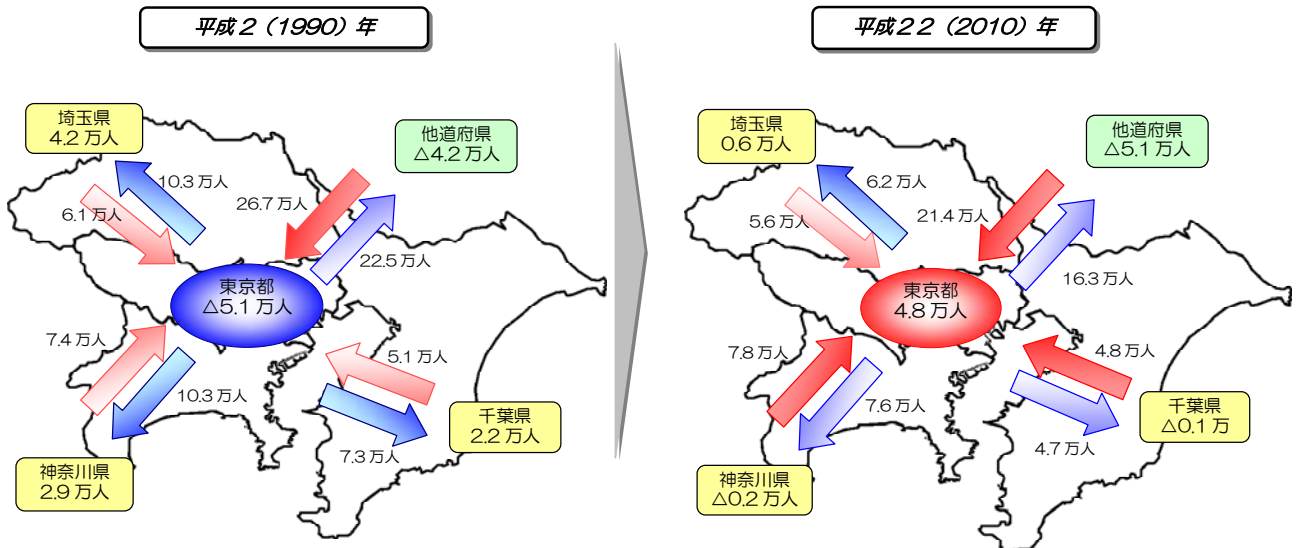 平成２（1990）年
埼玉県
4.2 万人
他道府県
△4.2 万人
10.3 万人
6.1 万人
26.7 万人
22.5 万人
東京都
△5.1 万人
7.4 万人
10.3 万人
5.1 万人
7.3 万人
千葉県
2.2 万人
神奈川県
2.9 万人
平成２２（2010）年
埼玉県
0.6 万人
他道府県
△5.1 万人
6.2 万人
5.6 万人
21.4 万人
16.3 万人
東京都
4.8 万人
7.8 万人
7.6 万人
4.8 万人
4.7 万人
千葉県
△0.1 万
神奈川県
△0.2 万人